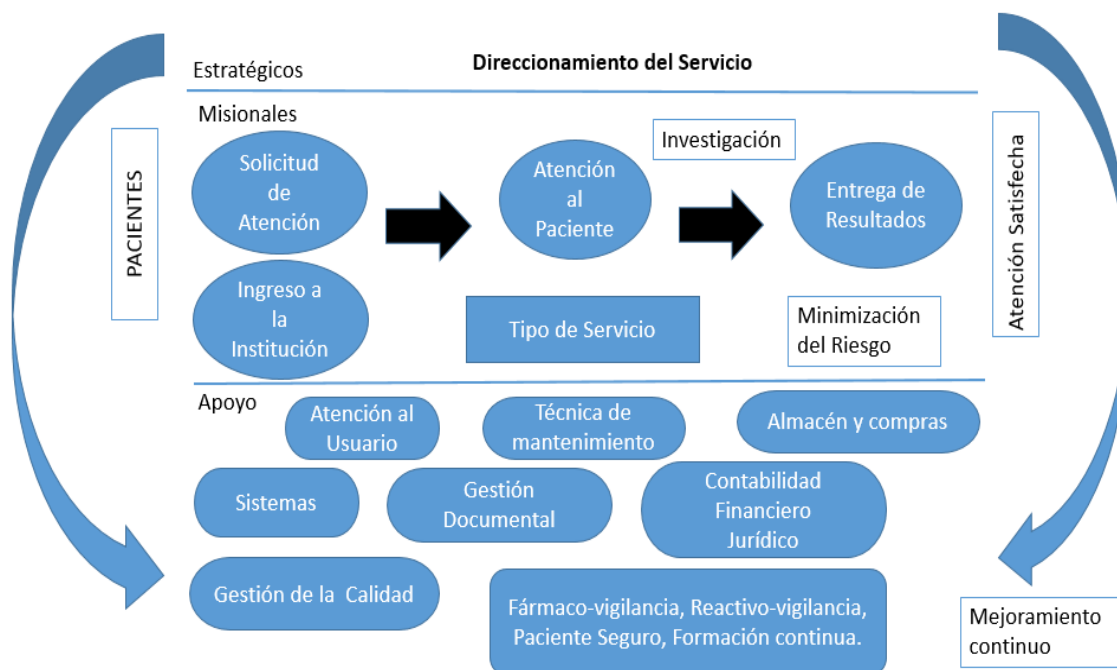 Direccionamiento del Servicio
Estratégicos
Misionales
PACIENTES
Solicitud
de
Atención
Atención
al
Paciente
Investigación
Entrega de
Resultados
Atención Satisfecha
Ingreso a
la
Institución
Tipo de Servicio
Minimización
del Riesgo
Apoyo
Atención al
Usuario
Técnica de
mantenimiento
Almacén y compras
Sistemas
Gestión
Documental
Contabilidad
Financiero
Jurídico
Gestión de la  Calidad
Fármaco-vigilancia, Reactivo-vigilancia,
Paciente Seguro, Formación continua.
Mejoramiento
continuo